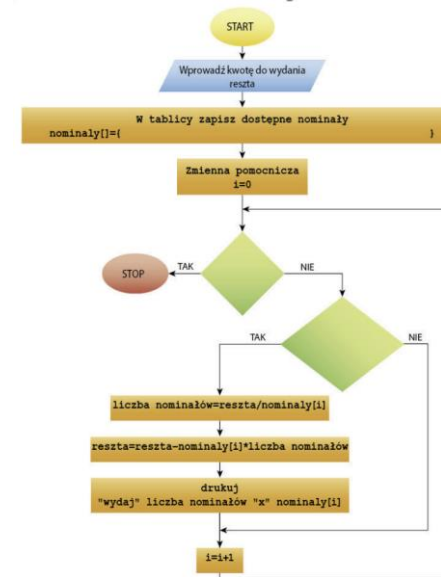 START
Wprowadź kwotę do wydania
reszta
W tablicy zapisz dostępne nominały
nominaly[]={ }
Zmienna pomocnicza
i=0
STOP
TAK
NIE
TAK
NIE
liczba nominałów=reszta/nominaly[i]
reszta=reszta-nominaly[i]*liczba nominałów
drukuj
"wydaj" liczba nominałów "x" nominaly[i]
i=i+1